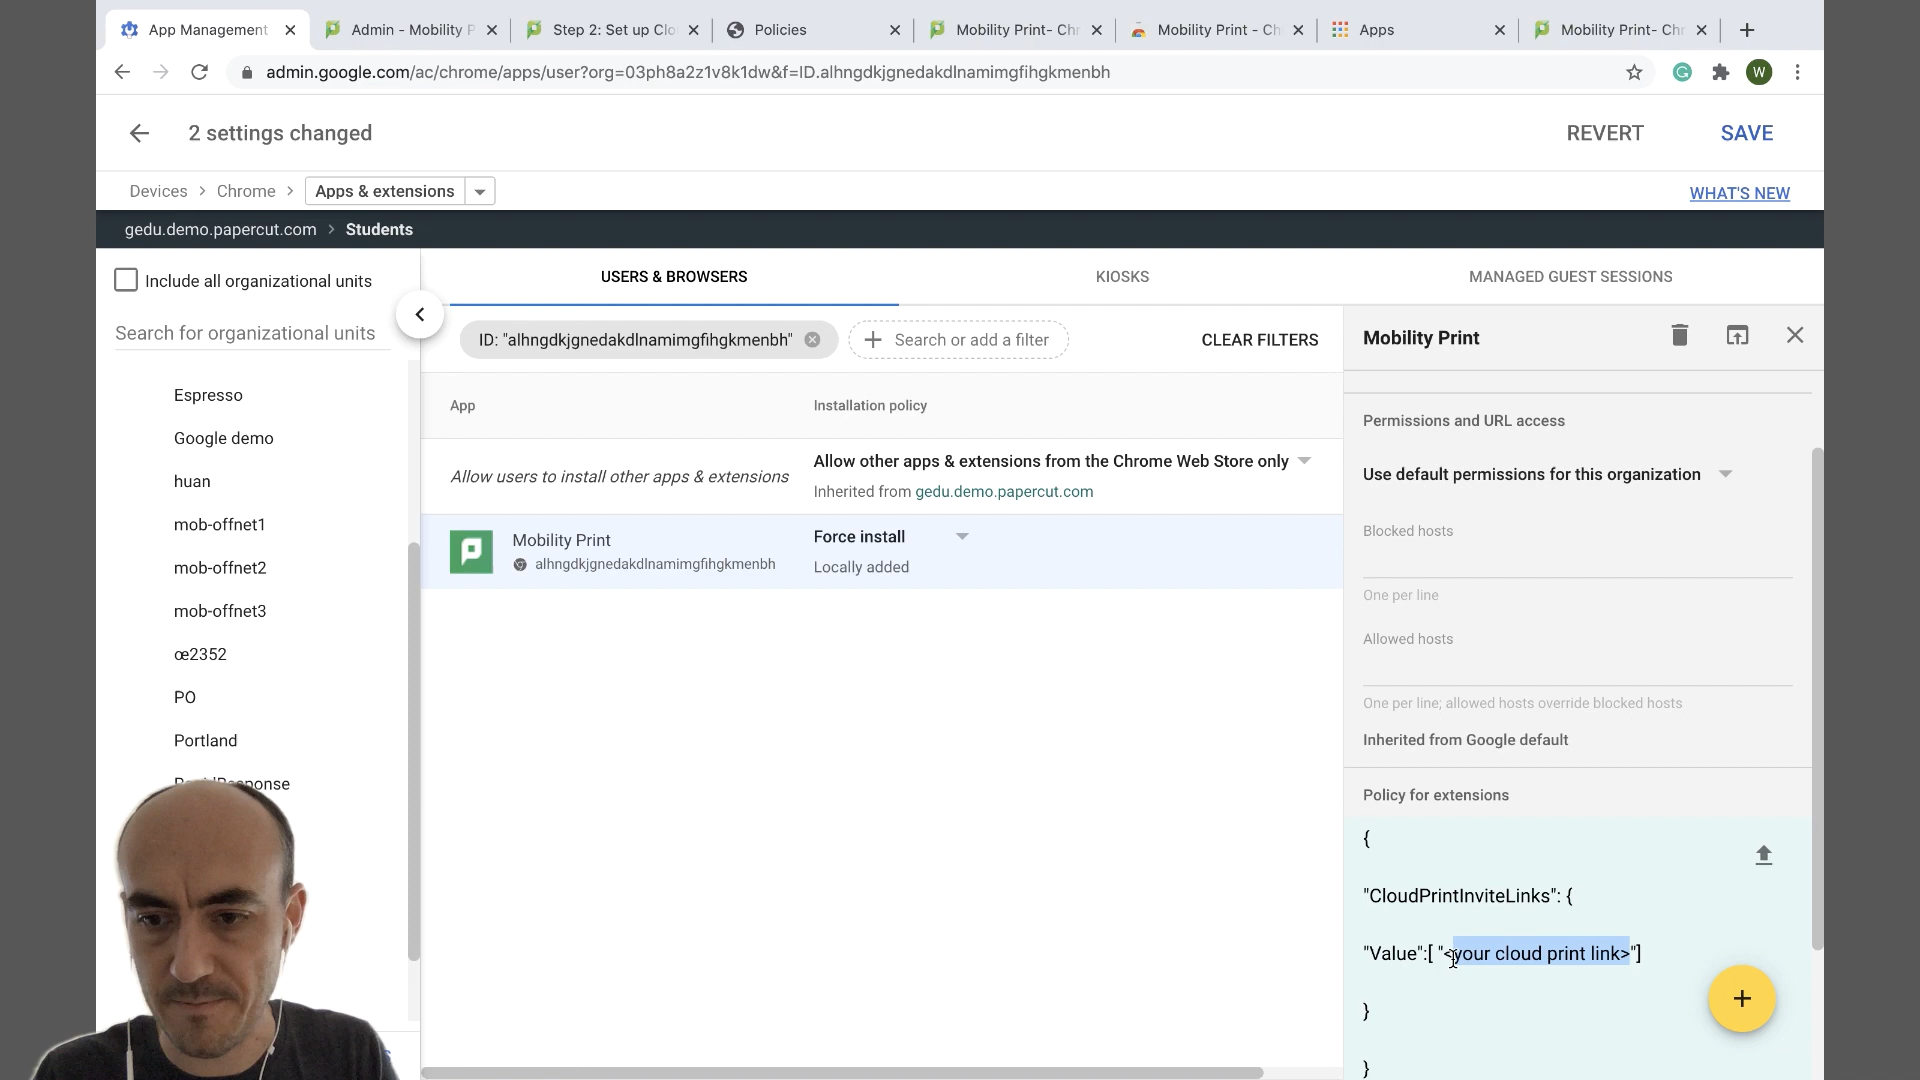 App Management
Admin - Mobility P
Step 2: Set up Clo
Policies
Mobility Print- Chr
Mobility Print - Ch
Apps
Mobility Print- Chr
admin.google.com/ac/chrome/apps/user?org=03ph8a2z1v8k1dw&f=ID.alhngdkjgnedakdlnamimgfihgkmenbh
W
2 settings changed
REVERT
SAVE
Devices > Chrome > Apps & extensions
WHAT'S NEW
gedu.demo.papercut.com > Students
Include all organizational units
Search for organizational units
Espresso
Google demo
huan
mob-offnet1
mob-offnet2
mob-offnet3
œ2352
PO
Portland
USERS & BROWSERS
KIOSKS
MANAGED GUEST SESSIONS
ID: "alhngdkjgnedakdlnamimgfihgkmenbh"
Search or add a filter
CLEAR FILTERS
App
Installation policy
Allow users to install other apps & extensions
Allow other apps & extensions from the Chrome Web Store only
Inherited from gedu.demo.papercut.com
Mobility Print
alhngdkjgnedakdlnamimgfihgkmenbh
Force install
Locally added
Mobility Print
Permissions and URL access
Use default permissions for this organization
Blocked hosts
One per line
Allowed hosts
One per line; allowed hosts override blocked hosts
Inherited from Google default
Policy for extensions
{
"CloudPrintInviteLinks": {
"Value":[ "<your cloud print link>"]
}
}